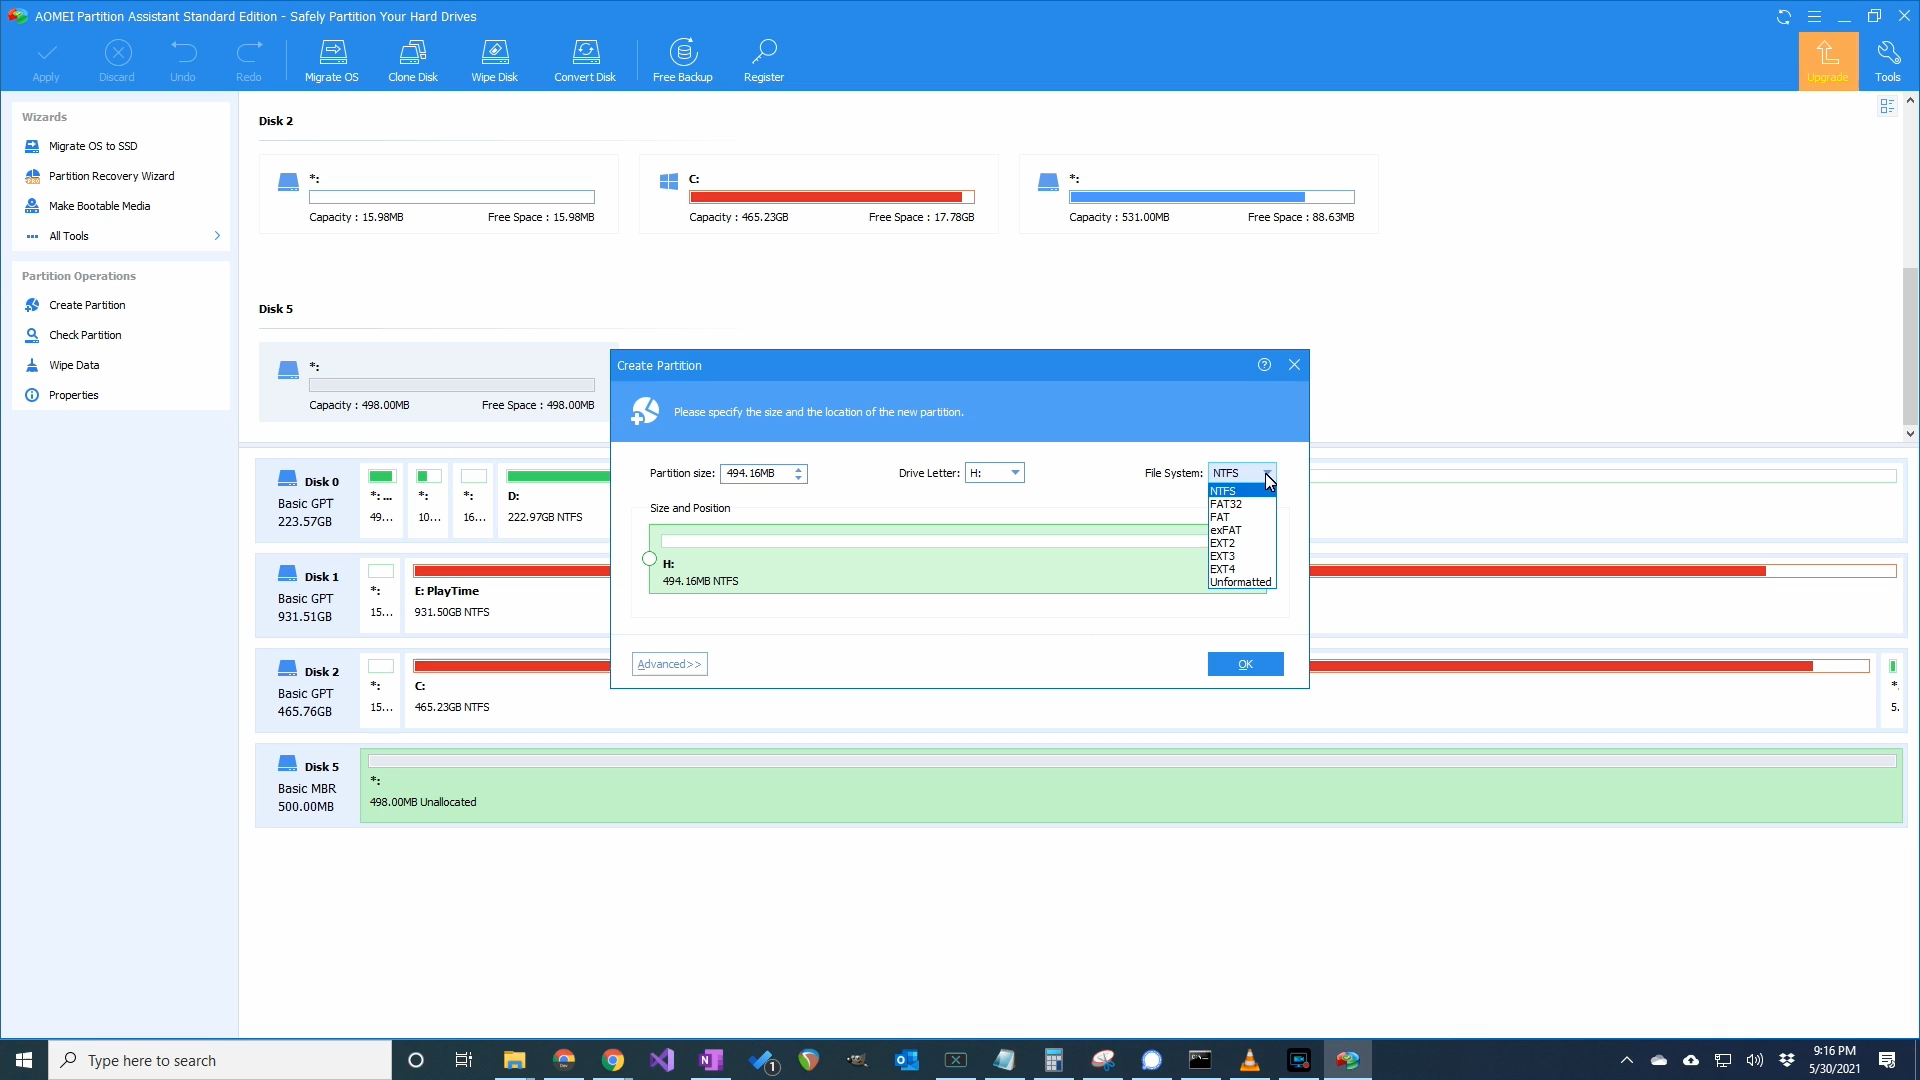 AOMEI Partition Assistant Standard Edition - Safely Partition Your Hard Drives
Apply
Discard
Undo
Redo
Migrate OS
Clone Disk
Wipe Disk
Convert Disk
Free Backup
Register
Upgrade
Tools
Wizards
Migrate OS to SSD
Partition Recovery Wizard
Make Bootable Media
All Tools
Partition Operations
Create Partition
Check Partition
Wipe Data
Properties
Disk 2
*:
Capacity : 15.98MB Free Space : 15.98MB
C:
Capacity : 465.23GB Free Space : 17.78GB
*:
Capacity : 531.00MB Free Space : 88.63MB
Disk 5
*:
Capacity : 498.00MB Free Space : 498.00MB
Create Partition
Please specify the size and the location of the new partition.
Partition size: 494.16MB
Drive Letter: H:
File System: NTFS
NTFS
FAT32
FAT
exFAT
EXT2
EXT3
EXT4
Unformatted
Size and Position
H:
494.16MB NTFS
Advanced>>
OK
Disk 0
Basic GPT
223.57GB
*: ...
49...
*:
10...
*:
16...
D:
222.97GB NTFS
Disk 1
Basic GPT
931.51GB
*:
15...
E: PlayTime
931.50GB NTFS
Disk 2
Basic GPT
465.76GB
*:
15...
C:
465.23GB NTFS
*.
5.
Disk 5
Basic MBR
500.00MB
*:
498.00MB Unallocated
Type here to search
1
9:16 PM
5/30/2021